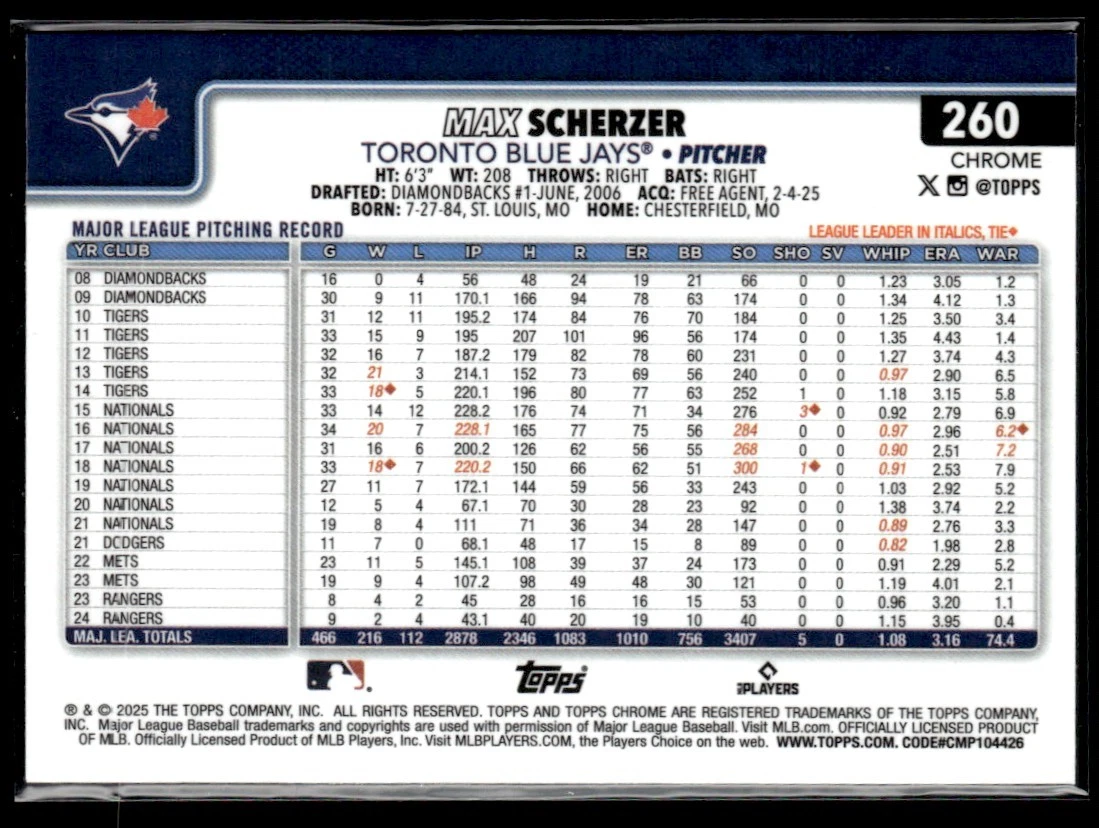 MAX SCHERZER
260
TORONTO BLUE JAYS® • PITCHER
CHROME
HT: 6'3" WT: 208 THROWS: RIGHT BATS: RIGHT
X @TOPPS
DRAFTED: DIAMONDBACKS #1-JUNE, 2006 ACQ: FREE AGENT, 2-4-25
BORN: 7-27-84, ST. LOUIS, MO HOME: CHESTERFIELD, MO
MAJOR LEAGUE PITCHING RECORD LEAGUE LEADER IN ITALICS, TIE◆
YR CLUB G W L IP H R ER BB SO SHO SV WHIP ERA WAR
08 DIAMONDBACKS 16 0 4 56 48 24 19 21 66 0 0 1.23 3.05 1.2
09 DIAMONDBACKS 30 9 11 170.1 166 94 78 63 174 0 0 1.34 4.12 1.3
10 TIGERS 31 12 11 195.2 174 84 76 70 184 0 0 1.25 3.50 3.4
11 TIGERS 33 15 9 195 207 101 96 56 174 0 0 1.35 4.43 1.4
12 TIGERS 32 16 7 187.2 179 82 78 60 231 0 0 1.27 3.74 4.3
13 TIGERS 32 21 3 214.1 152 73 69 56 240 0 0 0.97 2.90 6.5
14 TIGERS 33 18◆ 5 220.1 196 80 77 63 252 1 0 1.18 3.15 5.8
15 NATIONALS 33 14 12 228.2 176 74 71 34 276 3◆ 0 0.92 2.79 6.9
16 NATIONALS 34 20 7 228.1 165 77 75 56 284 0 0 0.97 2.96 6.2◆
17 NATIONALS 31 16 6 200.2 126 62 56 55 268 0 0 0.90 2.51 7.2
18 NATIONALS 33 18◆ 7 220.2 150 66 62 51 300 1◆ 0 0.91 2.53 7.9
19 NATIONALS 27 11 7 172.1 144 59 56 33 243 0 0 1.03 2.92 5.2
20 NATIONALS 12 5 4 67.1 70 30 28 23 92 0 0 1.38 3.74 2.2
21 NATIONALS 19 8 4 111 71 36 34 28 147 0 0 0.89 2.76 3.3
21 DODGERS 11 7 0 68.1 48 17 15 8 89 0 0 0.82 1.98 2.8
22 METS 23 11 5 145.1 108 39 37 24 173 0 0 0.91 2.29 5.2
23 METS 19 9 4 107.2 98 49 48 30 121 0 0 1.19 4.01 2.1
23 RANGERS 8 4 2 45 28 16 16 15 53 0 0 0.96 3.20 1.1
24 RANGERS 9 2 4 43.1 40 20 19 10 40 0 0 1.15 3.95 0.4
MAJ. LEA. TOTALS 466 216 112 2878 2346 1083 1010 756 3407 5 0 1.08 3.16 74.4
Topps PLAYERS
® & © 2025 THE TOPPS COMPANY, INC. ALL RIGHTS RESERVED. TOPPS AND TOPPS CHROME ARE REGISTERED TRADEMARKS OF THE TOPPS COMPANY,
INC. Major League Baseball trademarks and copyrights are used with permission of Major League Baseball. Visit MLB.com. OFFICIALLY LICENSED PRODUCT
OF MLB. Officially Licensed Product of MLB Players, Inc. Visit MLBPLAYERS.COM, the Players Choice on the web. WWW.TOPPS.COM. CODE#CMP104426